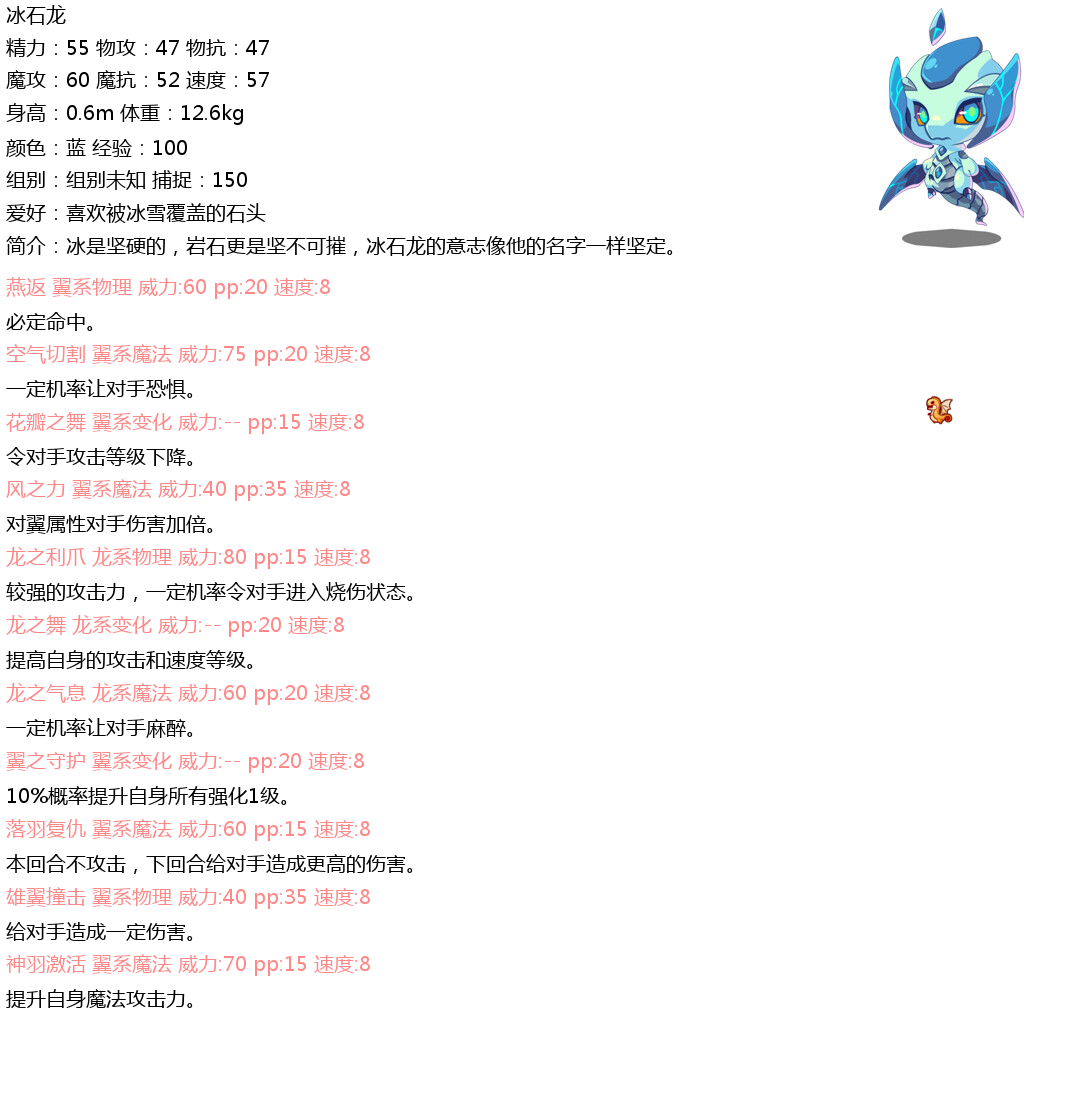 冰石龙
精力：55 物攻：47 物抗：47
魔攻：60 魔抗：52 速度：57
身高：0.6m 体重：12.6kg
颜色：蓝 经验：100
组别：组别未知 捕捉：150
爱好：喜欢被冰雪覆盖的石头
简介：冰是坚硬的，岩石更是坚不可摧，冰石龙的意志像他的名字一样坚定。
燕返 翼系物理 威力:60 pp:20 速度:8
必定命中。
空气切割 翼系魔法 威力:75 pp:20 速度:8
一定机率让对手恐惧。
花瓣之舞 翼系变化 威力:-- pp:15 速度:8
令对手攻击等级下降。
风之力 翼系魔法 威力:40 pp:35 速度:8
对翼属性对手伤害加倍。
龙之利爪 龙系物理 威力:80 pp:15 速度:8
较强的攻击力，一定机率令对手进入烧伤状态。
龙之舞 龙系变化 威力:-- pp:20 速度:8
提高自身的攻击和速度等级。
龙之气息 龙系魔法 威力:60 pp:20 速度:8
一定机率让对手麻醉。
翼之守护 翼系变化 威力:-- pp:20 速度:8
10%概率提升自身所有强化1级。
落羽复仇 翼系魔法 威力:60 pp:15 速度:8
本回合不攻击，下回合给对手造成更高的伤害。
雄翼撞击 翼系物理 威力:40 pp:35 速度:8
给对手造成一定伤害。
神羽激活 翼系魔法 威力:70 pp:15 速度:8
提升自身魔法攻击力。